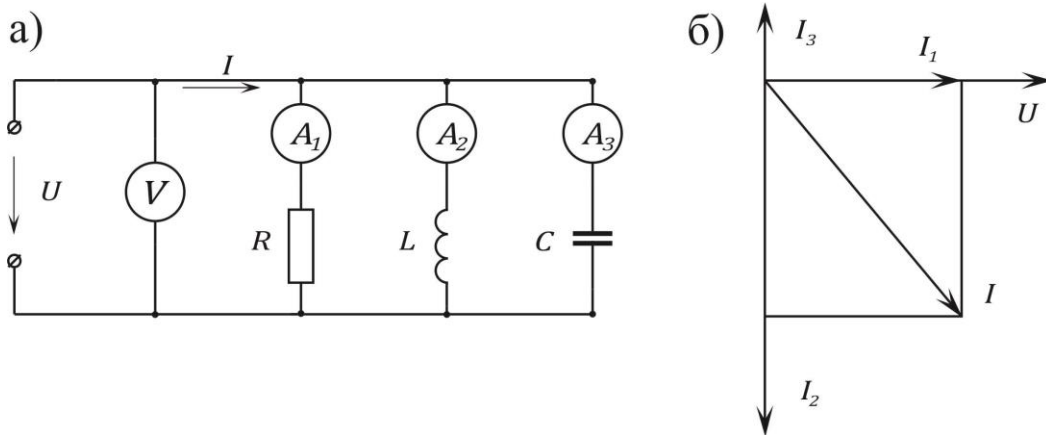 а)
I
A₁
A₂
A₃
U
V
R
L
C
б)
I₃
I₁
U
I
I₂